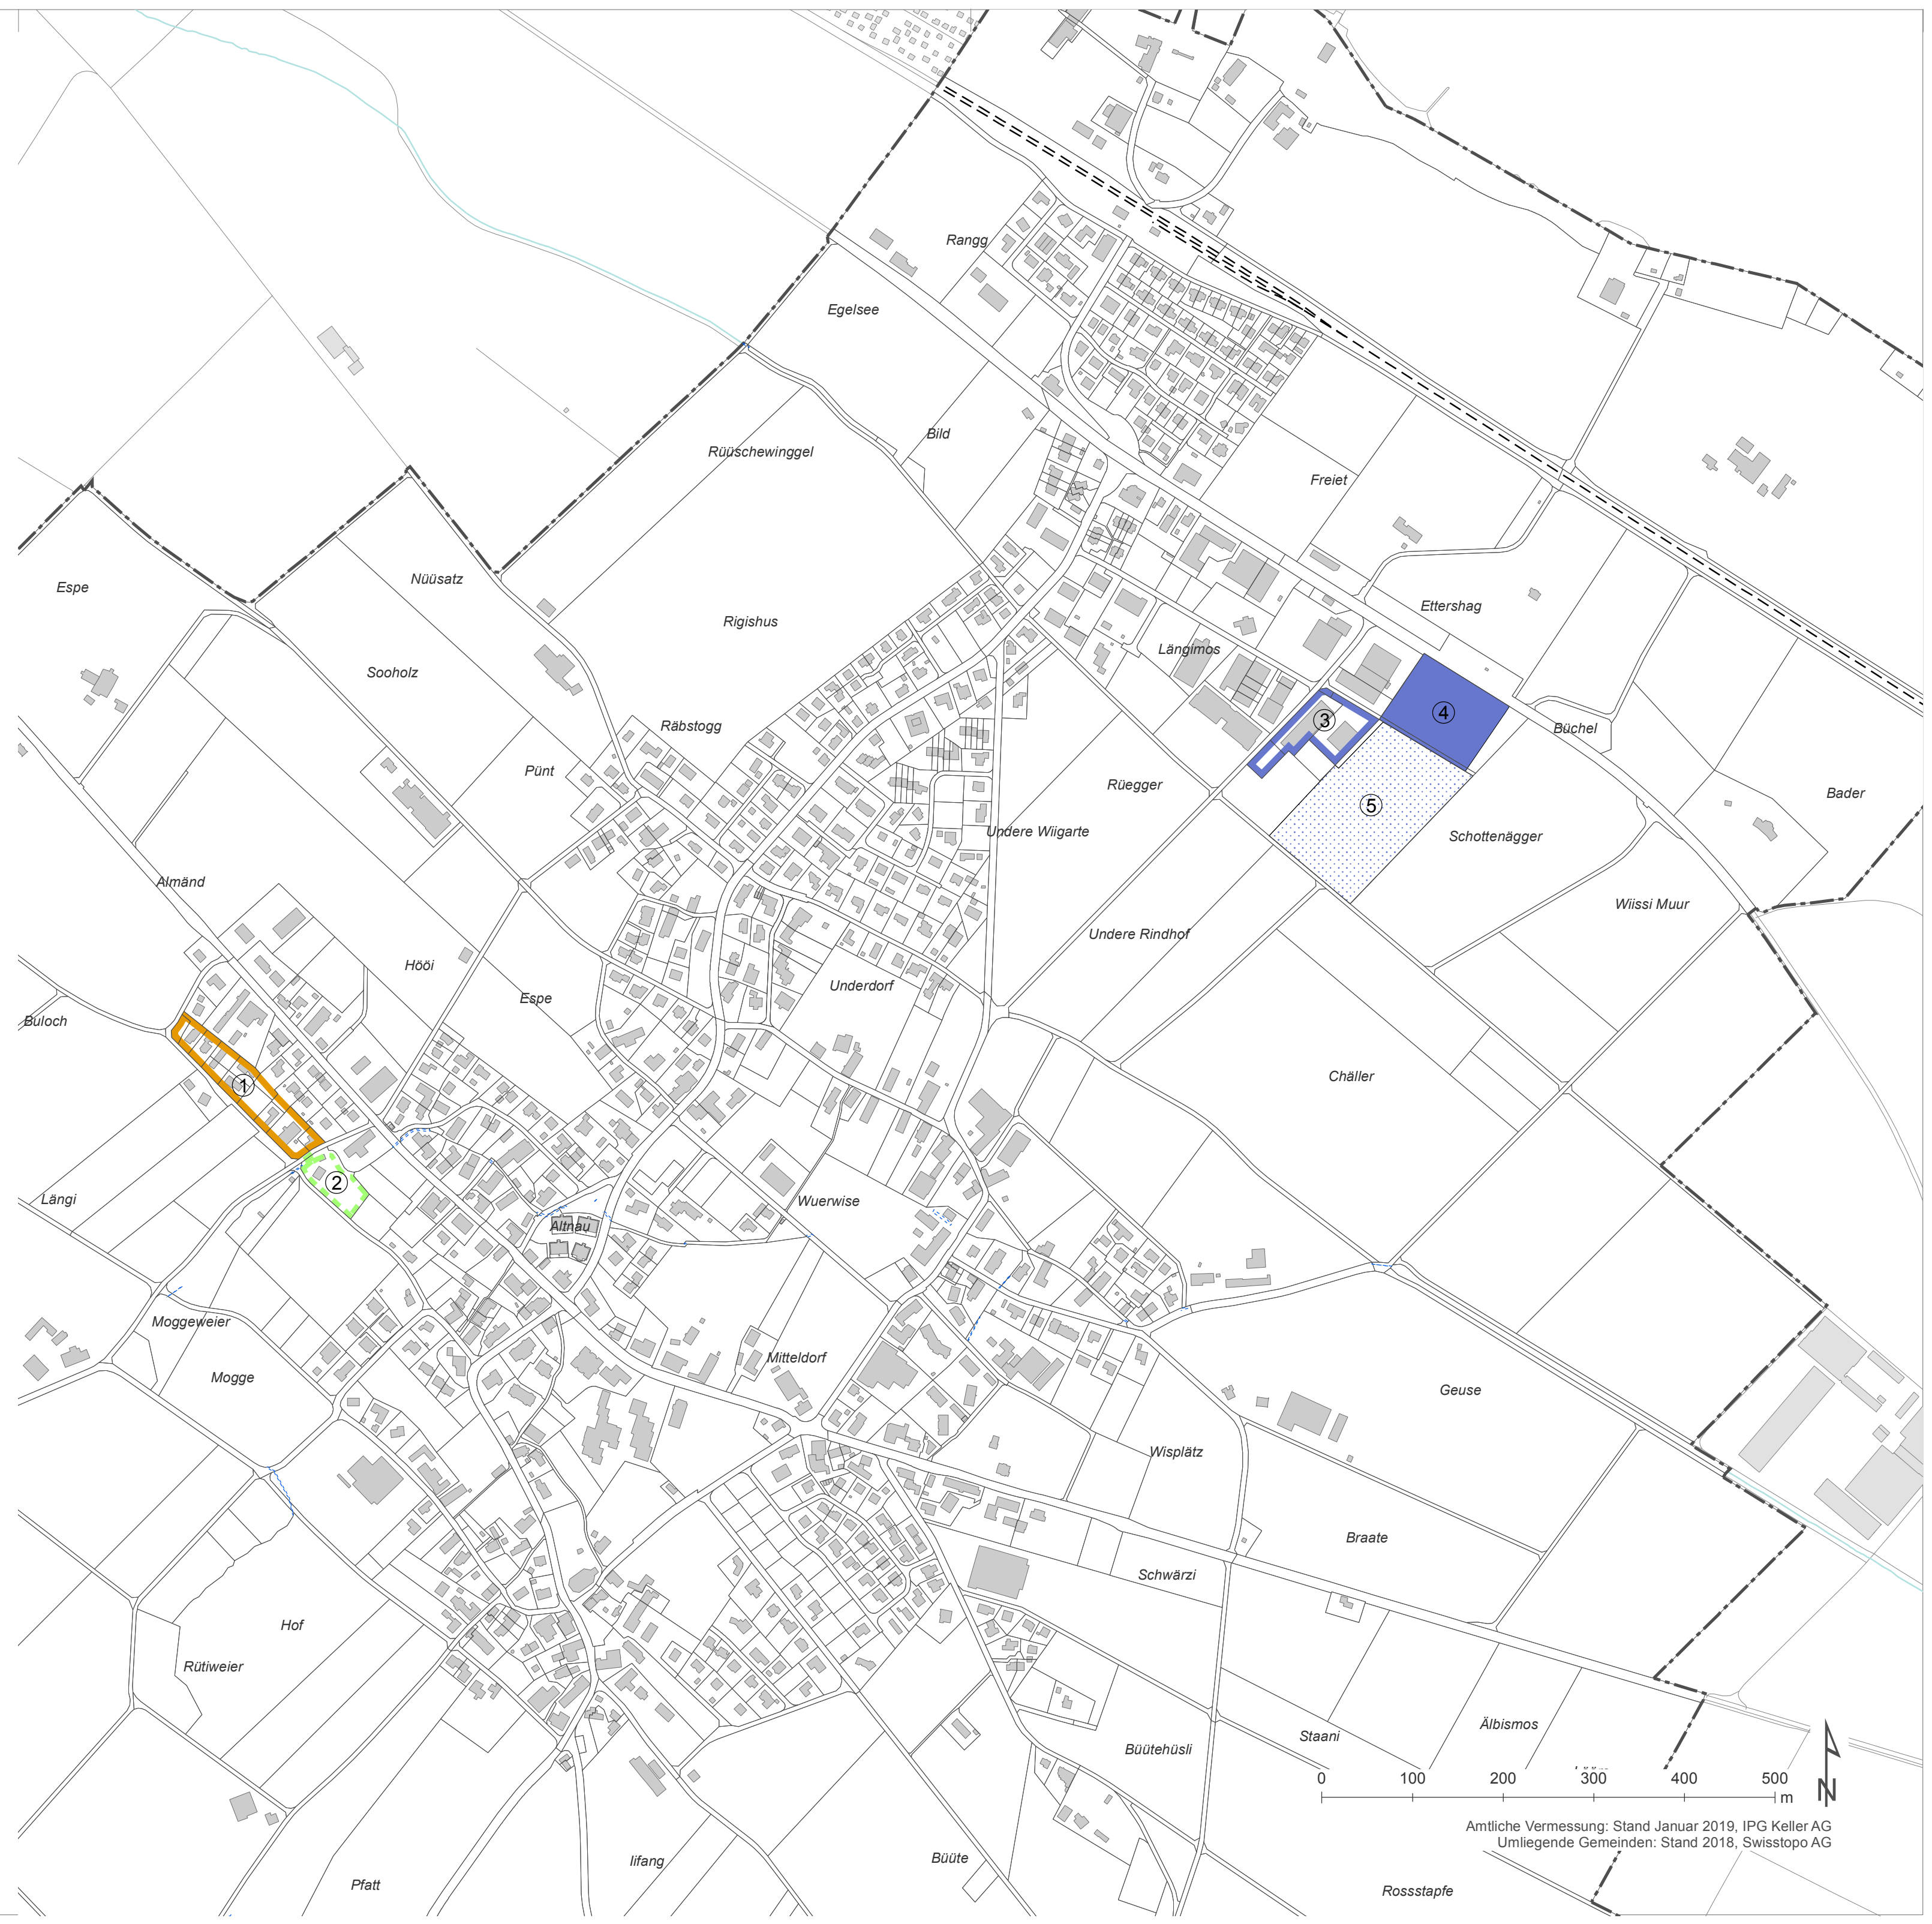 Rangg
Egelsee
Bild
Rüüschewinggel
Freiet
Nüüsatz
Espe
Ettershag
Rigishus
Längimos
Sooholz
③
④
Räbstogg
Büchel
Pünt
Rüegger
⑤
Bader
Undere Wiigarte
Schottenägger
Almänd
Wiissi Muur
Undere Rindhof
Hööi
Underdorf
Espe
Buloch
Chäller
①
②
Längi
Wuerwise
Altnau
Moggeweier
Mitteldorf
Mogge
Geuse
Wisplätz
Braate
Schwärzi
Hof
Rütiweier
Älbismos
Staani
Büütehüsli
0 100 200 300 400 500
m
N
Amtliche Vermessung: Stand Januar 2019, IPG Keller AG
Umliegende Gemeinden: Stand 2018, Swisstopo AG
Iifang
Büüte
Pfatt
Rossstapfe